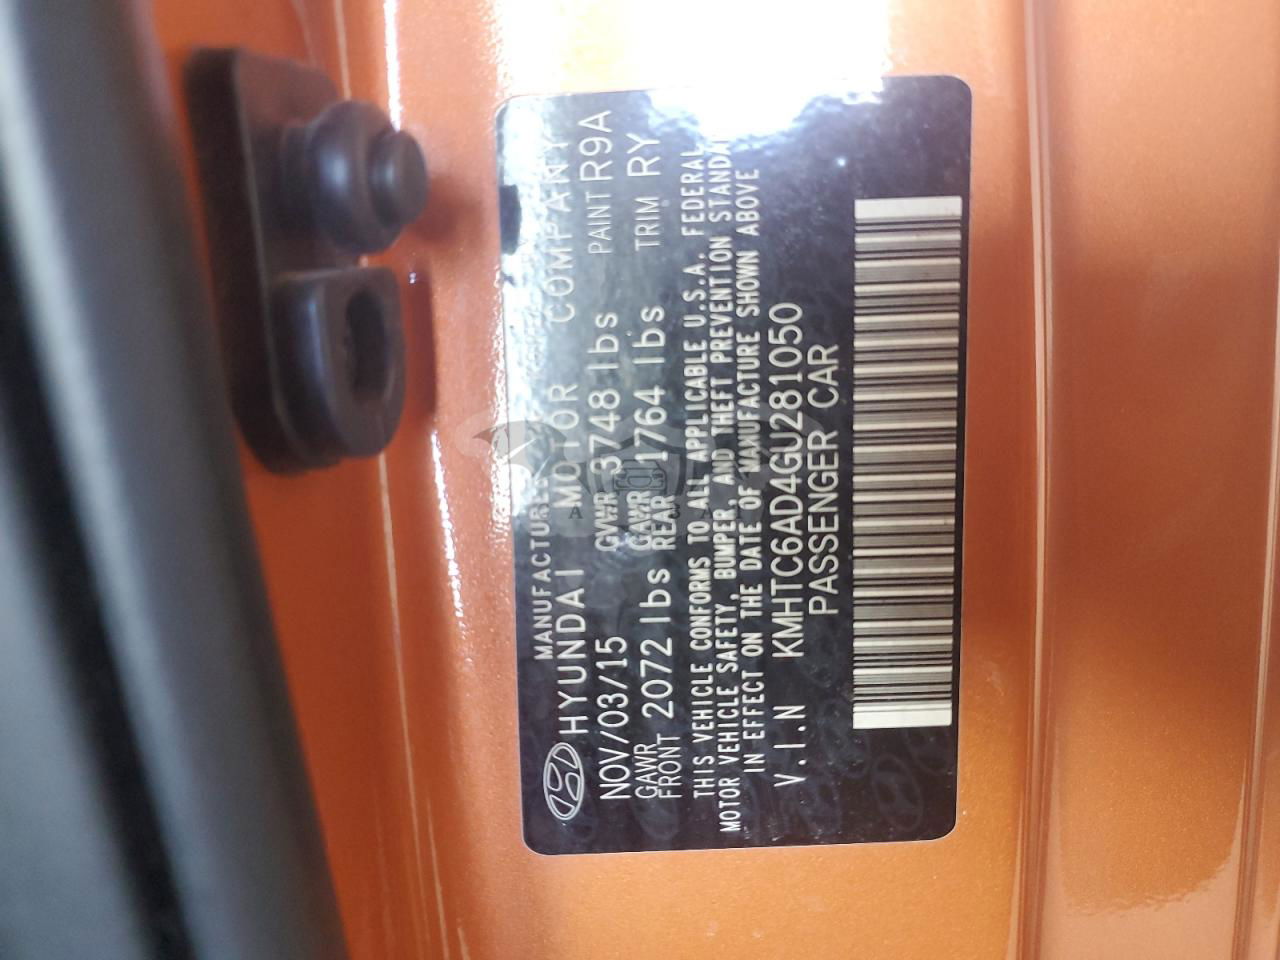 MANUFACTURED
HYUNDAI MOTOR COMPANY
NOV/03/15 GVWR 3748 lbs PAINT R9A
GAWR FRONT 2072 lbs GAWR REAR 1764 lbs TRIM RY
THIS VEHICLE CONFORMS TO ALL APPLICABLE U.S.A. FEDERAL
MOTOR VEHICLE SAFETY, BUMPER, AND THEFT PREVENTION
IN EFFECT ON THE DATE OF MANUFACTURE SHOWN ABOVE
V.I.N KMHTC6AD4GU281050
PASSENGER CAR